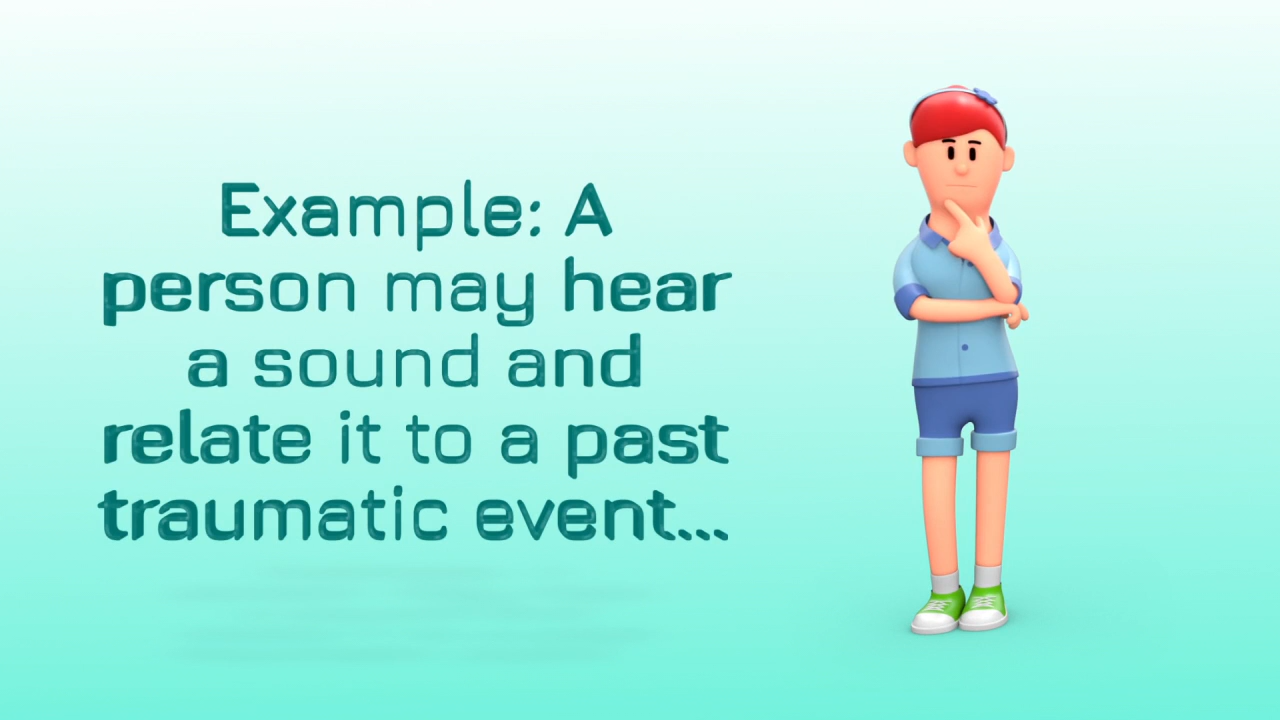 Example: A
person may hear
a sound and
relate it to a past
traumatic event...